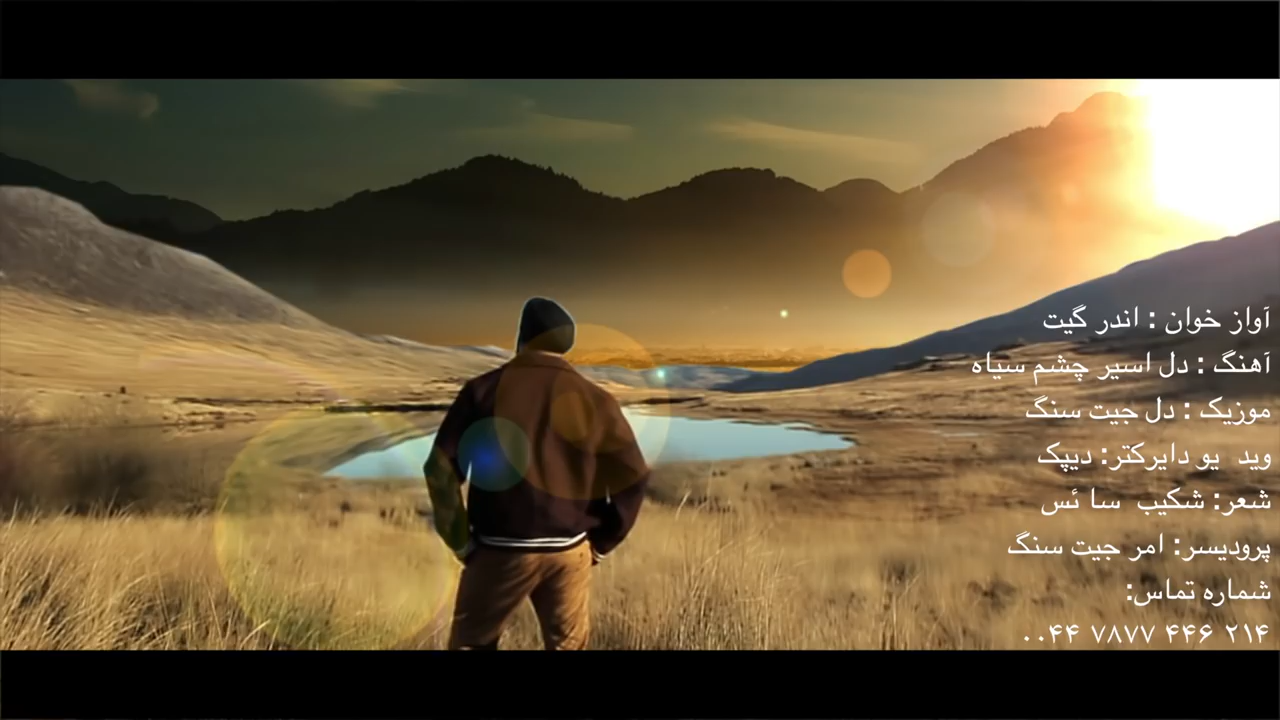 آواز خوان : اندر گیت
آهنگ : دل اسیر چشم سیاه
موزیک : دل جیت سنگ
وید یو دایرکتر: دیپک
شعر: شکیب سا ئس
پرودیسر: امر جیت سنگ
شماره تماس:
۰۰۴۴ ۷۸۷۷ ۴۴۶ ۲۱۴